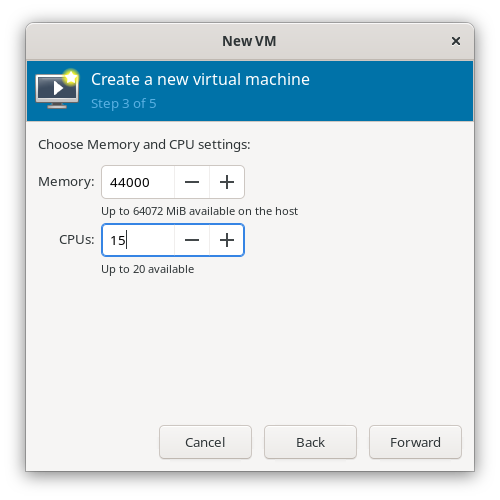 New VM
Create a new virtual machine
Step 3 of 5
Choose Memory and CPU settings:
Memory: 44000
Up to 64072 MiB available on the host
CPUs: 15
Up to 20 available
Cancel Back Forward